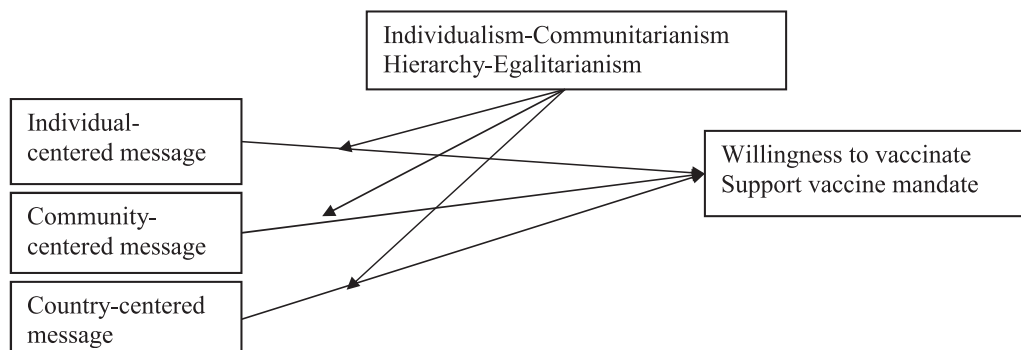 Individualism-Communitarianism
Hierarchy-Egalitarianism
Individual-
centered message
Willingness to vaccinate
Support vaccine mandate
Community-
centered message
Country-centered
message